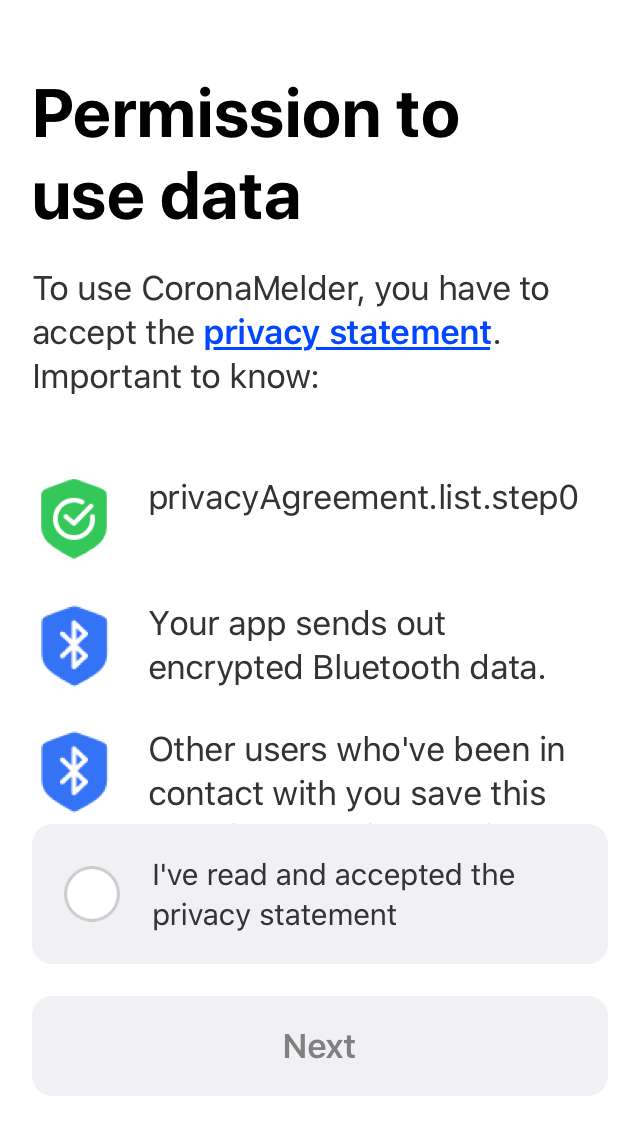 Permission to
use data
To use CoronaMelder, you have to
accept the privacy statement.
Important to know:
privacyAgreement.list.step0
Your app sends out
encrypted Bluetooth data.
Other users who've been in
contact with you save this
I've read and accepted the
privacy statement
Next